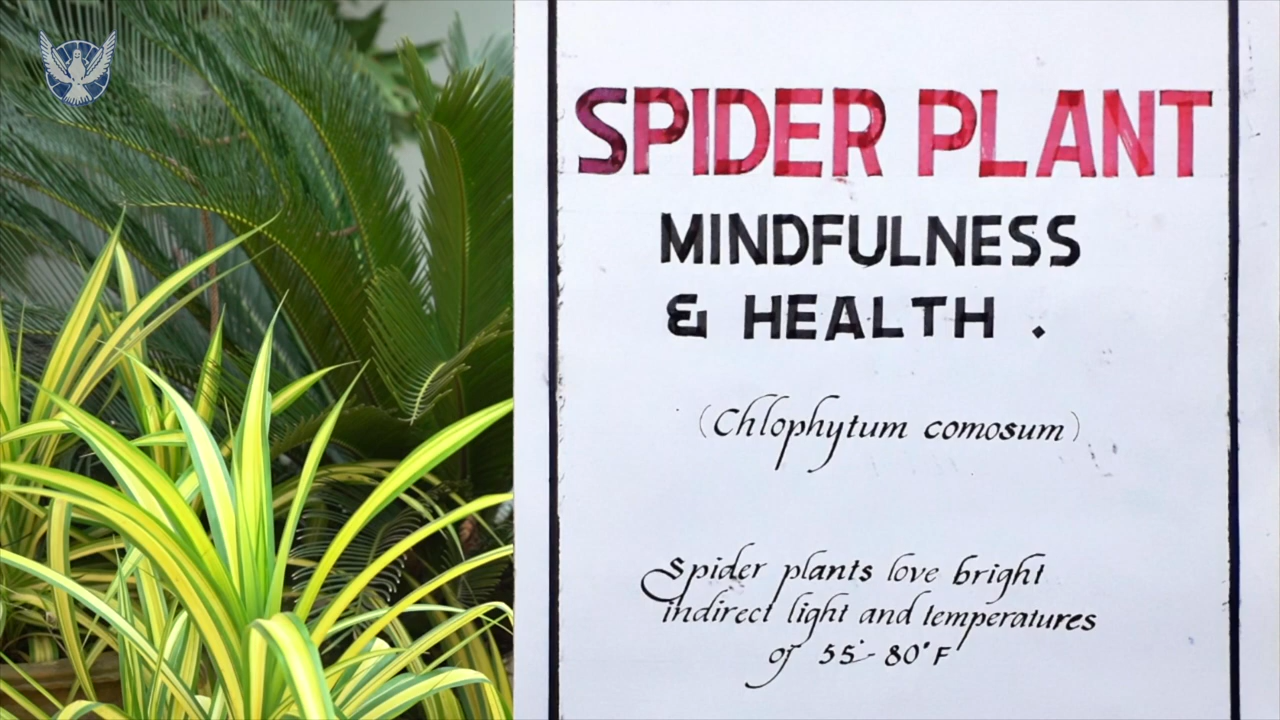 SPIDER PLANT
MINDFULNESS
& HEALTH .
(Chlophytum comosum)
Spider plants love bright
indirect light and temperatures
of 55-80°F